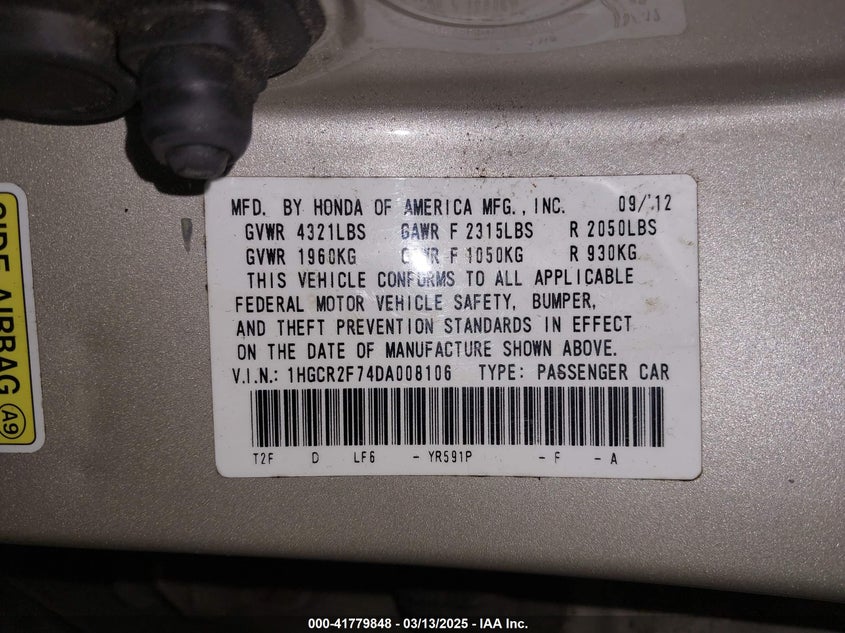 MFD. BY HONDA OF AMERICA MFG., INC. 09/12
GVWR 4321LBS GAWR F 2315LBS R 2050LBS
GVWR 1960KG GAWR F 1050KG R 930KG
THIS VEHICLE CONFORMS TO ALL APPLICABLE
FEDERAL MOTOR VEHICLE SAFETY, BUMPER,
AND THEFT PREVENTION STANDARDS IN EFFECT
ON THE DATE OF MANUFACTURE SHOWN ABOVE.
V.I.N.: 1HGCR2F74DA008106 TYPE: PASSENGER CAR
T2F D LF6 - YR591P - F - A
SIDE AIRBAG A9
000-41779848 / 03/13/2025 - IAA Inc.